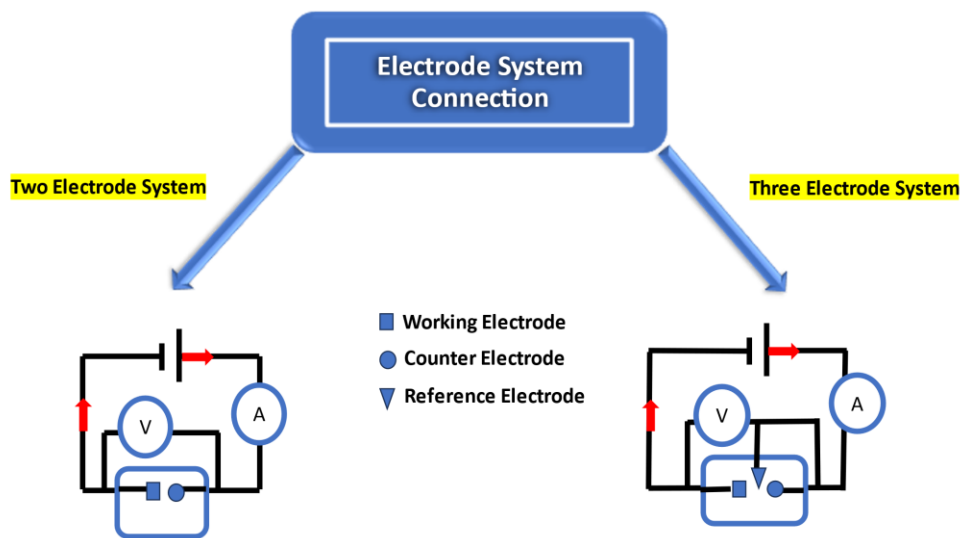 Electrode System
Connection
Two Electrode System
Three Electrode System
Working Electrode
Counter Electrode
Reference Electrode
V
A
V
A